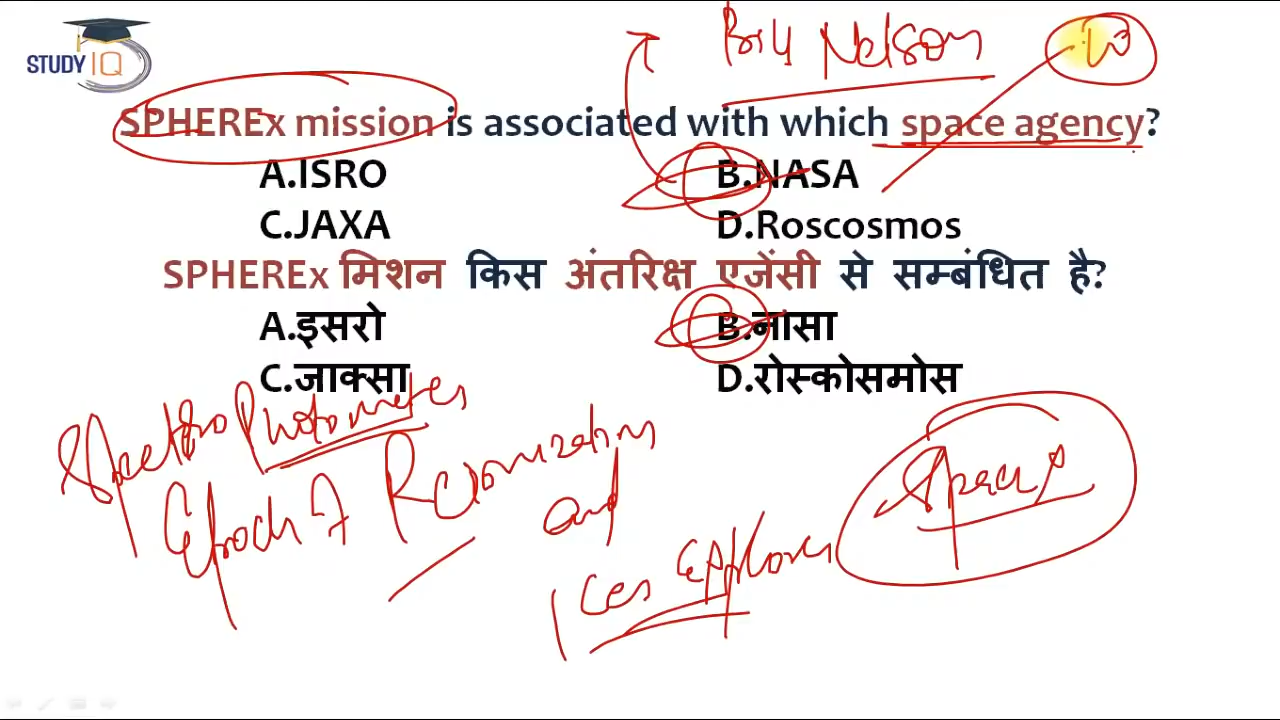 Bill Nelson
STUDY IQ
SPHEREx mission is associated with which space agency?
A.ISRO B.NASA
C.JAXA D.Roscosmos
SPHEREx मिशन किस अंतरिक्ष एजेंसी से सम्बंधित है?
A.इसरो B.नासा
C.जाक्सा D.रोस्कोसमोस
Spectro Photometer
Epoch of Reionization
and
Ices Explorer